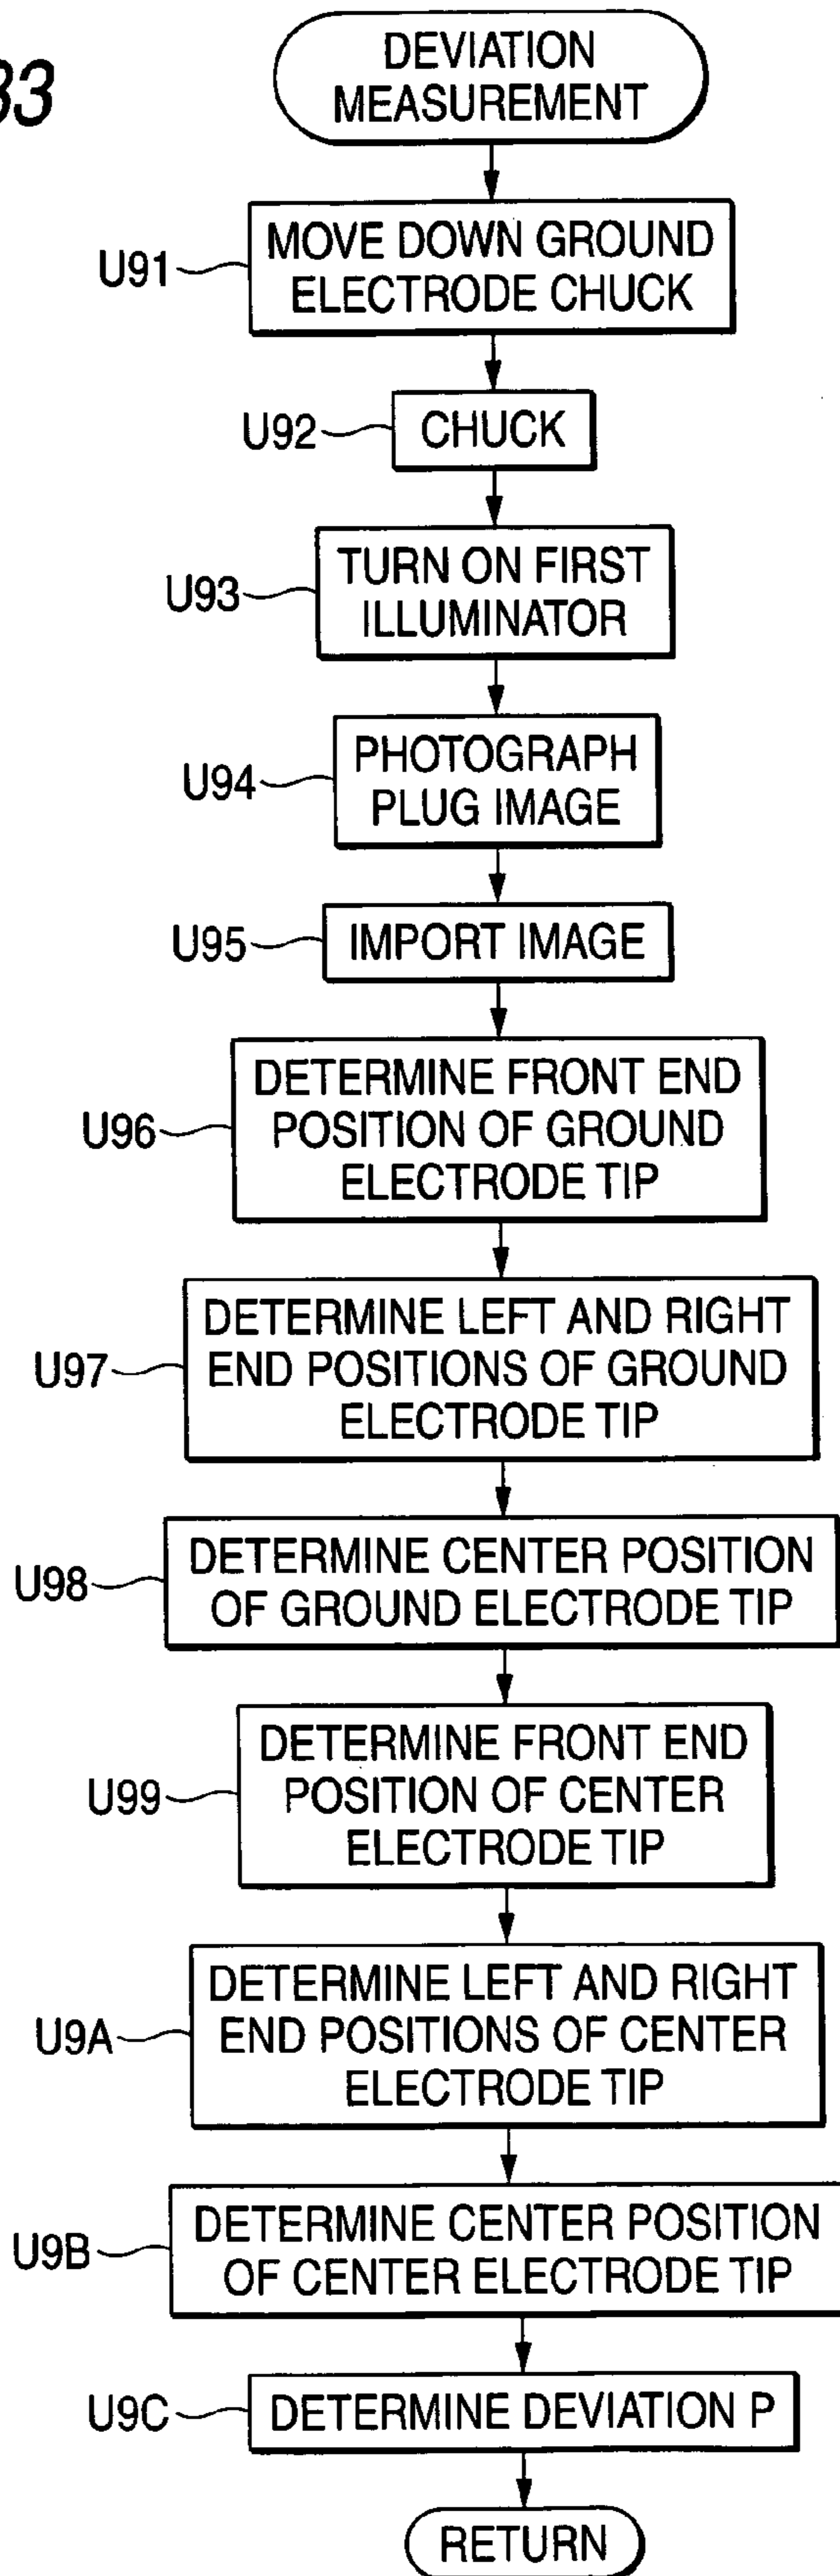 33
DEVIATION
MEASUREMENT
U91
MOVE DOWN GROUND
ELECTRODE CHUCK
U92
CHUCK
U93
TURN ON FIRST
ILLUMINATOR
U94
PHOTOGRAPH
PLUG IMAGE
U95
IMPORT IMAGE
U96
DETERMINE FRONT END
POSITION OF GROUND
ELECTRODE TIP
U97
DETERMINE LEFT AND RIGHT
END POSITIONS OF GROUND
ELECTRODE TIP
U98
DETERMINE CENTER POSITION
OF GROUND ELECTRODE TIP
U99
DETERMINE FRONT END
POSITION OF CENTER
ELECTRODE TIP
U9A
DETERMINE LEFT AND RIGHT
END POSITIONS OF CENTER
ELECTRODE TIP
U9B
DETERMINE CENTER POSITION
OF CENTER ELECTRODE TIP
U9C
DETERMINE DEVIATION P
RETURN